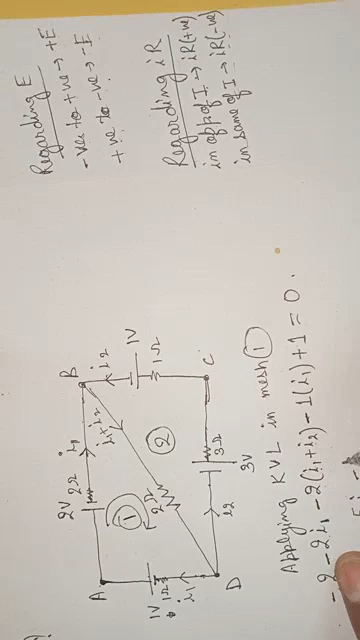 Regarding E
-ve to +ve → +E
+ve to -ve → -E
Regarding iR
in opp of I → iR(+ve)
in same of I → iR(-ve)
B
i2
1V
1Ω
C
i1
2V 2Ω
i1+i2
①
②
2Ω
3Ω
3V
A
1V
1Ω
i1
D
i2
Applying KVL in mesh ①
-2 -2i1 -2(i1+i2) -1(i1) +1 = 0.